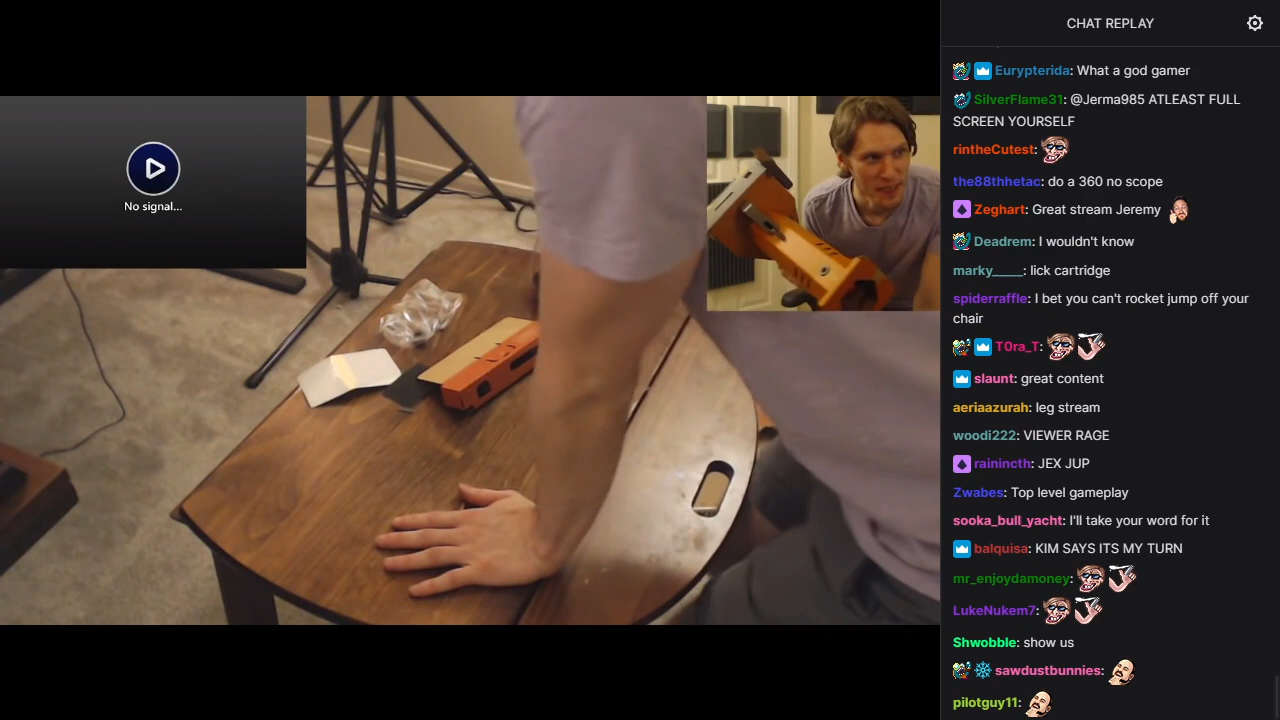 CHAT REPLAY
No signal...
Eurypterida: What a god gamer
SilverFlame31: @Jerma985 ATLEAST FULL
SCREEN YOURSELF
rintheCutest:
the88thhetac: do a 360 no scope
Zeghart: Great stream Jeremy
Deadrem: I wouldn't know
marky_____: lick cartridge
spiderraffle: I bet you can't rocket jump off your
chair
T0ra_T:
slaunt: great content
aeriaazurah: leg stream
woodi222: VIEWER RAGE
rainincth: JEX JUP
Zwabes: Top level gameplay
sooka_bull_yacht: I'll take your word for it
balquisa: KIM SAYS ITS MY TURN
mr_enjoydamoney:
LukeNukem7:
Shwobble: show us
sawdustbunnies:
pilotguy11: